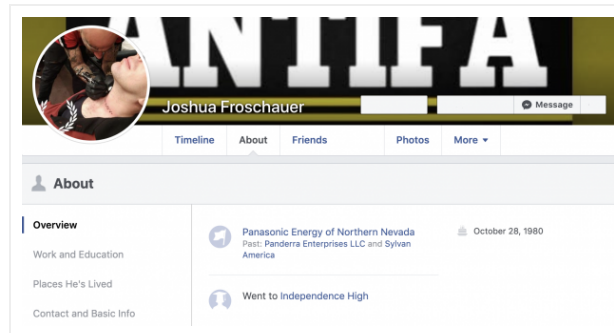 ANTIFA
Joshua Froschauer
Message
Timeline About Friends Photos More
About
Overview
Work and Education
Places He's Lived
Contact and Basic Info
Panasonic Energy of Northern Nevada
Past: Panderra Enterprises LLC and Sylvan
America
October 28, 1980
Went to Independence High